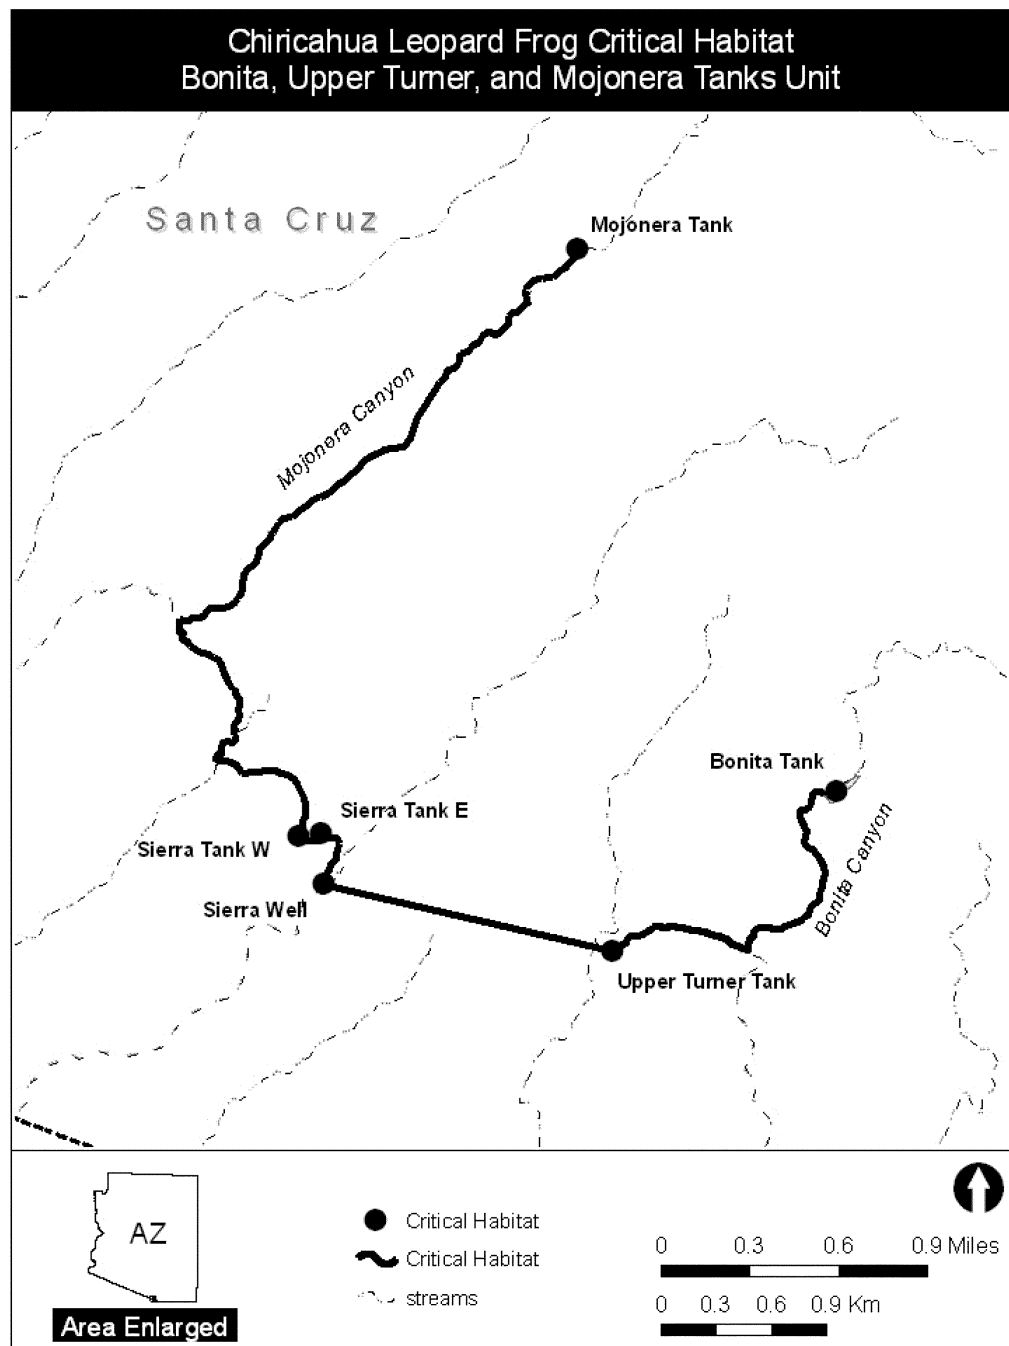 Chiricahua Leopard Frog Critical Habitat
Bonita, Upper Turner, and Mojonera Tanks Unit
Santa Cruz
Mojonera Tank
Mojonera Canyon
Bonita Tank
Sierra Tank E
Sierra Tank W
Bonita Canyon
Sierra Well
Upper Turner Tank
AZ
Area Enlarged
Critical Habitat
Critical Habitat
streams
0 0.3 0.6 0.9 Miles
0 0.3 0.6 0.9 Km